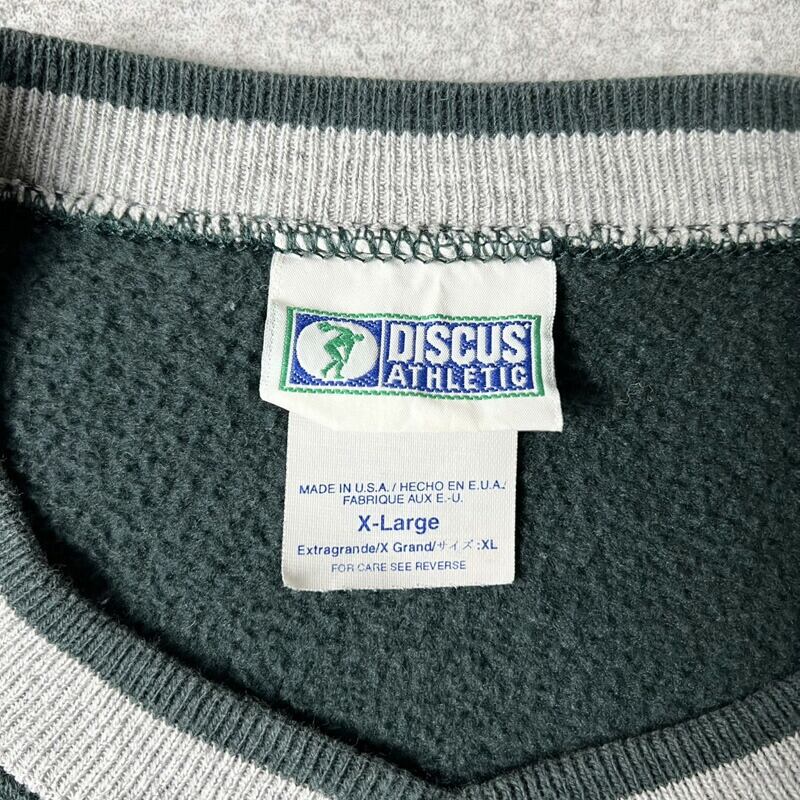 DISCUS
ATHLETIC
MADE IN U.S.A./HECHO EN E.U.A.
FABRIQUE AUX E.-U.
X-Large
Extragrande/X Grand/サイズ:XL
FOR CARE SEE REVERSE